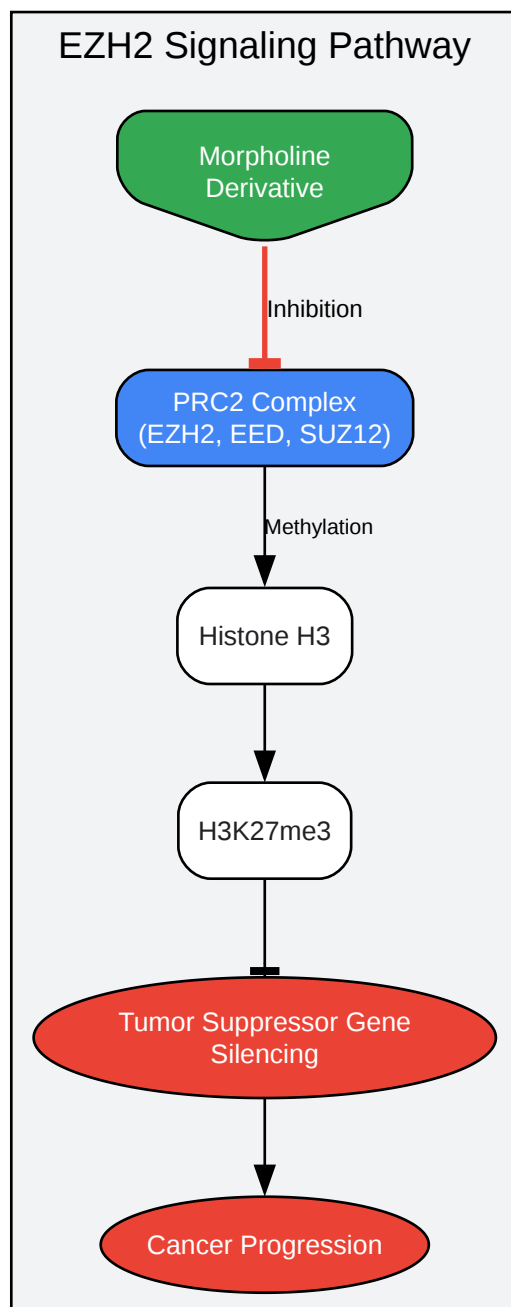 EZH2 Signaling Pathway
Morpholine
Derivative
Inhibition
PRC2 Complex
(EZH2, EED, SUZ12)
Methylation
Histone H3
H3K27me3
Tumor Suppressor Gene
Silencing
Cancer Progression